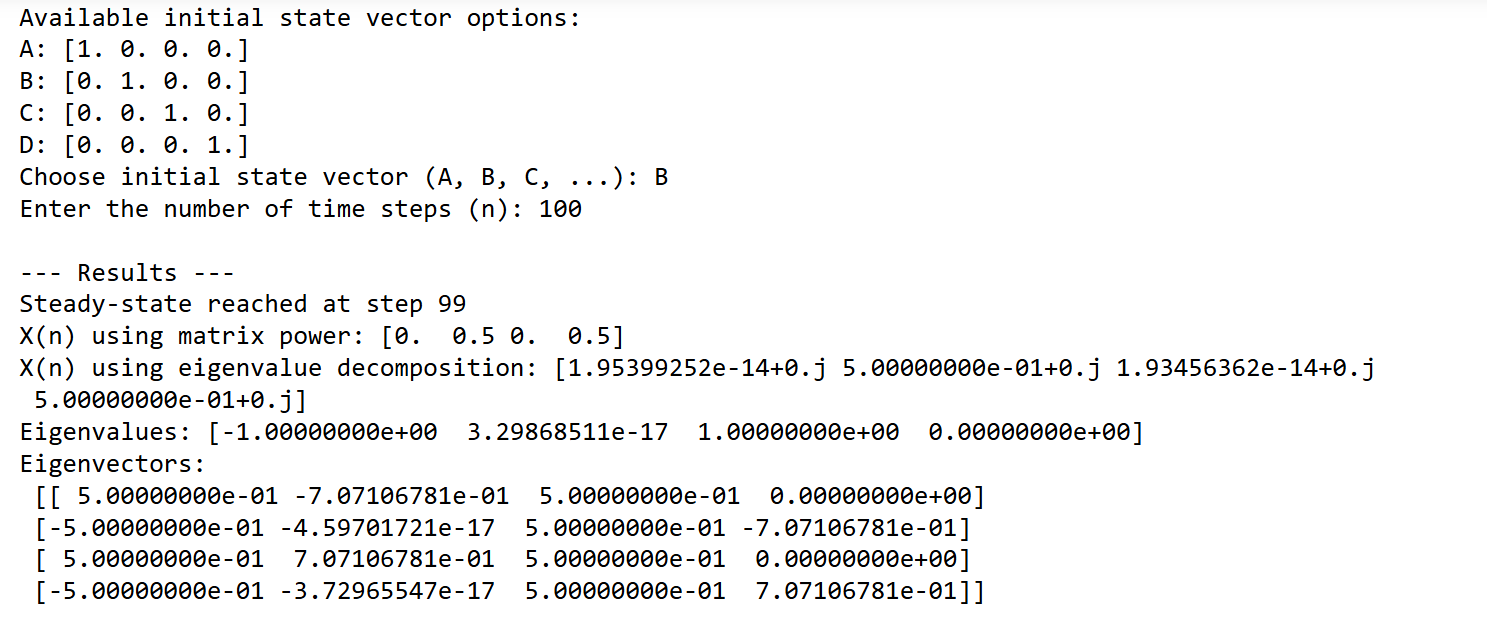 Available initial state vector options:
A: [1. 0. 0. 0.]
B: [0. 1. 0. 0.]
C: [0. 0. 1. 0.]
D: [0. 0. 0. 1.]
Choose initial state vector (A, B, C, ...): B
Enter the number of time steps (n): 100

--- Results ---
Steady-state reached at step 99
X(n) using matrix power: [0.  0.5 0.  0.5]
X(n) using eigenvalue decomposition: [1.95399252e-14+0.j 5.00000000e-01+0.j 1.93456362e-14+0.j
 5.00000000e-01+0.j]
Eigenvalues: [-1.00000000e+00  3.29868511e-17  1.00000000e+00  0.00000000e+00]
Eigenvectors:
 [[ 5.00000000e-01 -7.07106781e-01  5.00000000e-01  0.00000000e+00]
 [-5.00000000e-01 -4.59701721e-17  5.00000000e-01 -7.07106781e-01]
 [ 5.00000000e-01  7.07106781e-01  5.00000000e-01  0.00000000e+00]
 [-5.00000000e-01 -3.72965547e-17  5.00000000e-01  7.07106781e-01]]